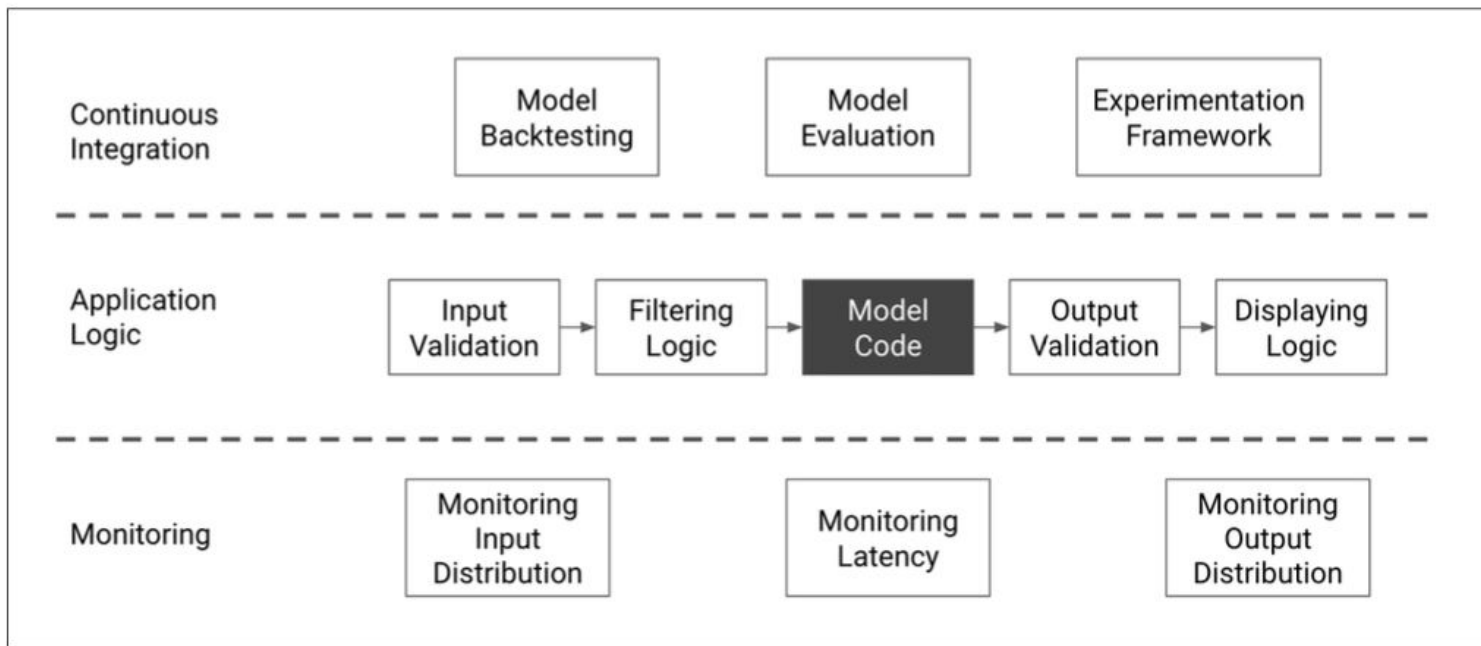 Continuous
Integration
Model
Backtesting
Model
Evaluation
Experimentation
Framework
Application
Logic
Input
Validation
Filtering
Logic
Model
Code
Output
Validation
Displaying
Logic
Monitoring
Monitoring
Input
Distribution
Monitoring
Latency
Monitoring
Output
Distribution